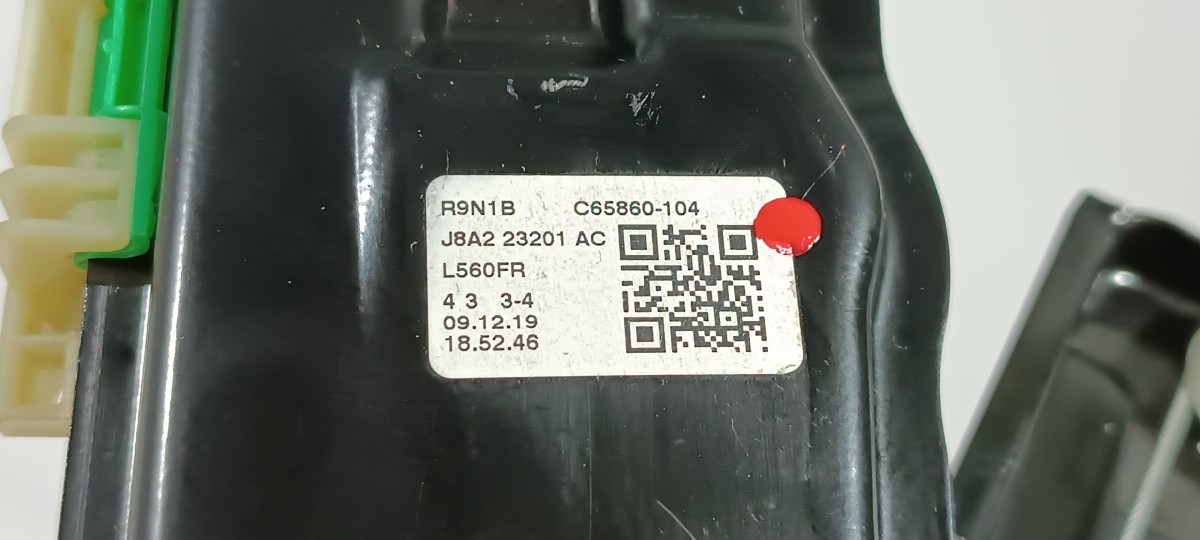 R9N1B C65860-104
J8A2 23201 AC
L560FR
4 3 3-4
09.12.19
18.52.46